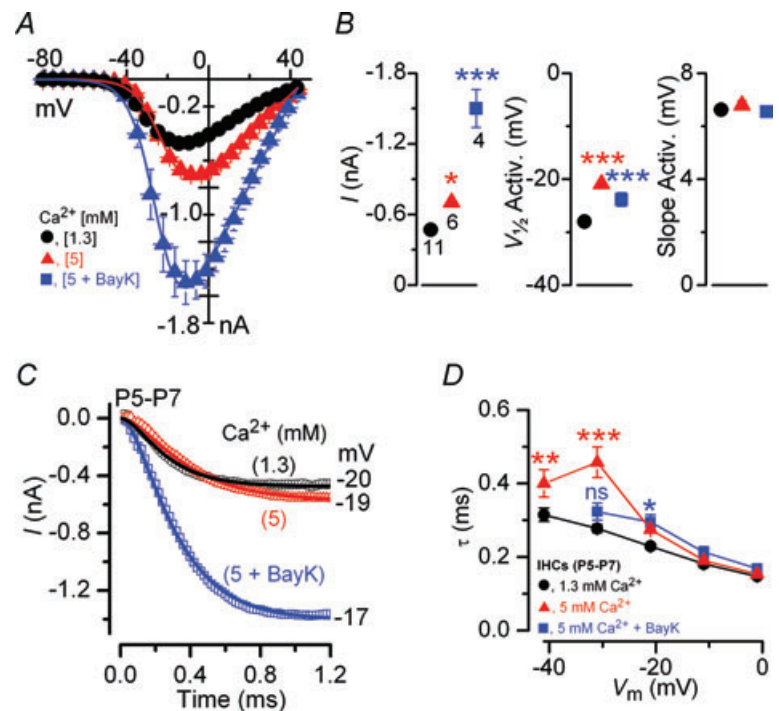 A
-80 -40 0 40
mV
-0.2
-1.0
-1.8
nA
Ca2+ [mM]
●, [1.3]
▲, [5]
■, [5 + BayK]
B
I (nA)
-1.8
-1.2
-0.6
0
***
*
4
6
11
V½ Activ. (mV)
0
-20
-40
***
***
Slope Activ. (mV)
8
4
0
C
P5-P7
I (nA)
0.0
-0.4
-0.8
-1.2
Ca2+ (mM)
(1.3)
(5)
(5 + BayK)
mV
-20
-19
-17
0.0 0.4 0.8 1.2
Time (ms)
D
τ (ms)
0.6
0.4
0.2
0.0
**
***
ns
*
IHCs (P5-P7)
●, 1.3 mM Ca2+
▲, 5 mM Ca2+
■, 5 mM Ca2+ + BayK
-40 -20 0
Vm (mV)